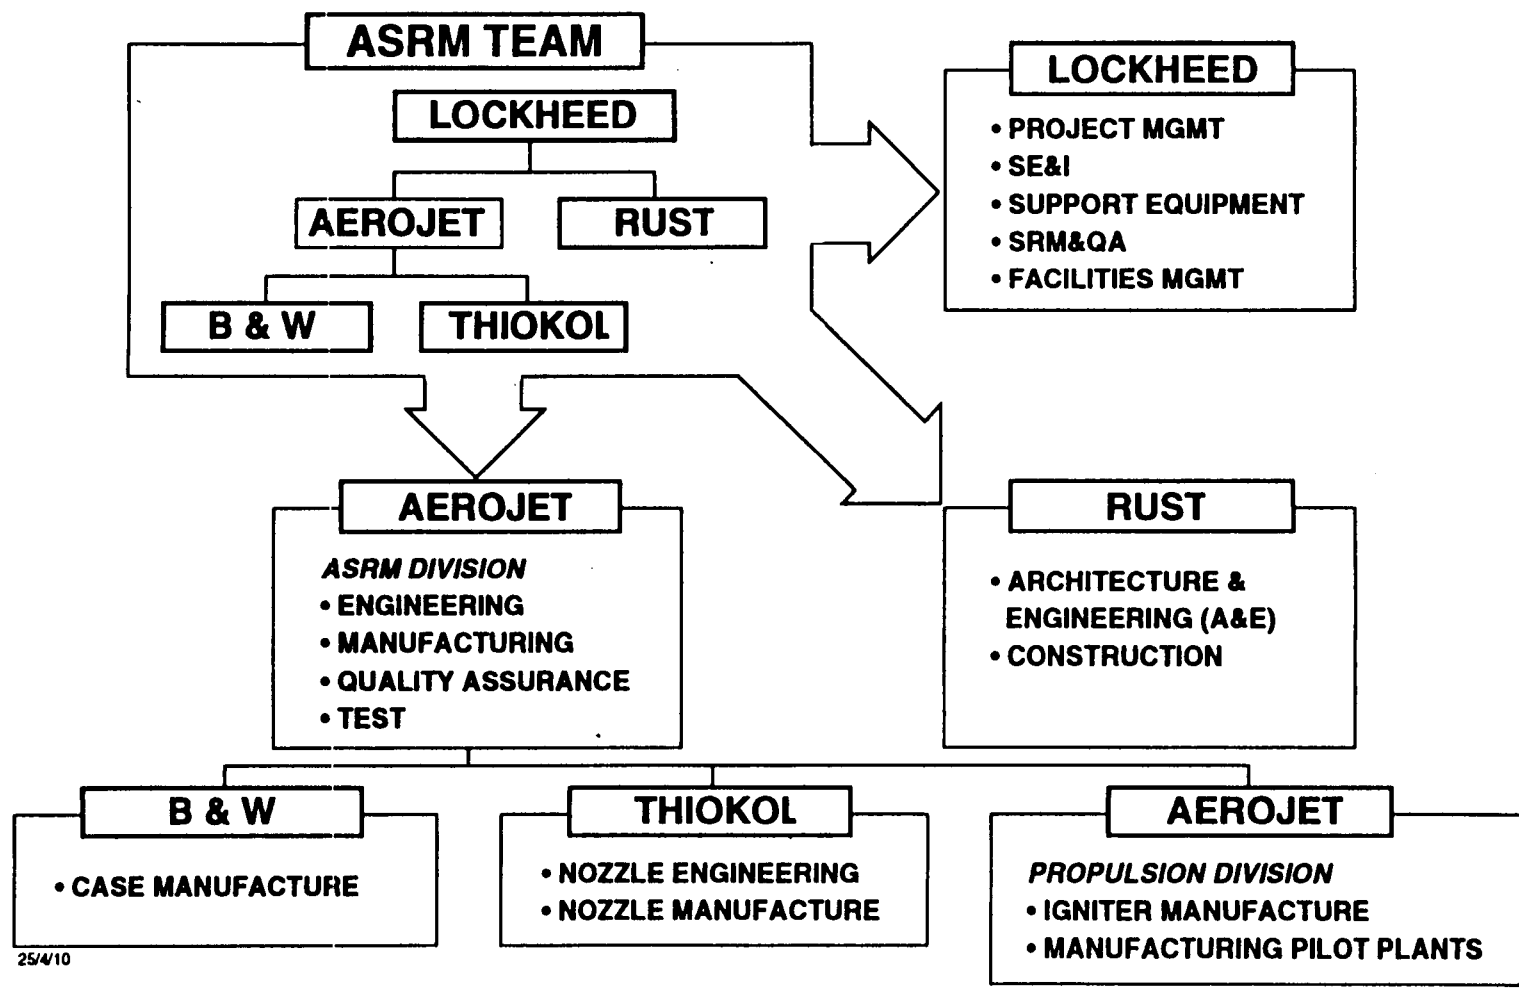 ASRM TEAM
LOCKHEED
AEROJET
RUST
B & W
THIOKOL
LOCKHEED
• PROJECT MGMT
• SE&I
• SUPPORT EQUIPMENT
• SRM&QA
• FACILITIES MGMT
AEROJET
ASRM DIVISION
• ENGINEERING
• MANUFACTURING
• QUALITY ASSURANCE
• TEST
RUST
• ARCHITECTURE &
ENGINEERING (A&E)
• CONSTRUCTION
B & W
• CASE MANUFACTURE
THIOKOL
• NOZZLE ENGINEERING
• NOZZLE MANUFACTURE
AEROJET
PROPULSION DIVISION
• IGNITER MANUFACTURE
• MANUFACTURING PILOT PLANTS
25/4/10